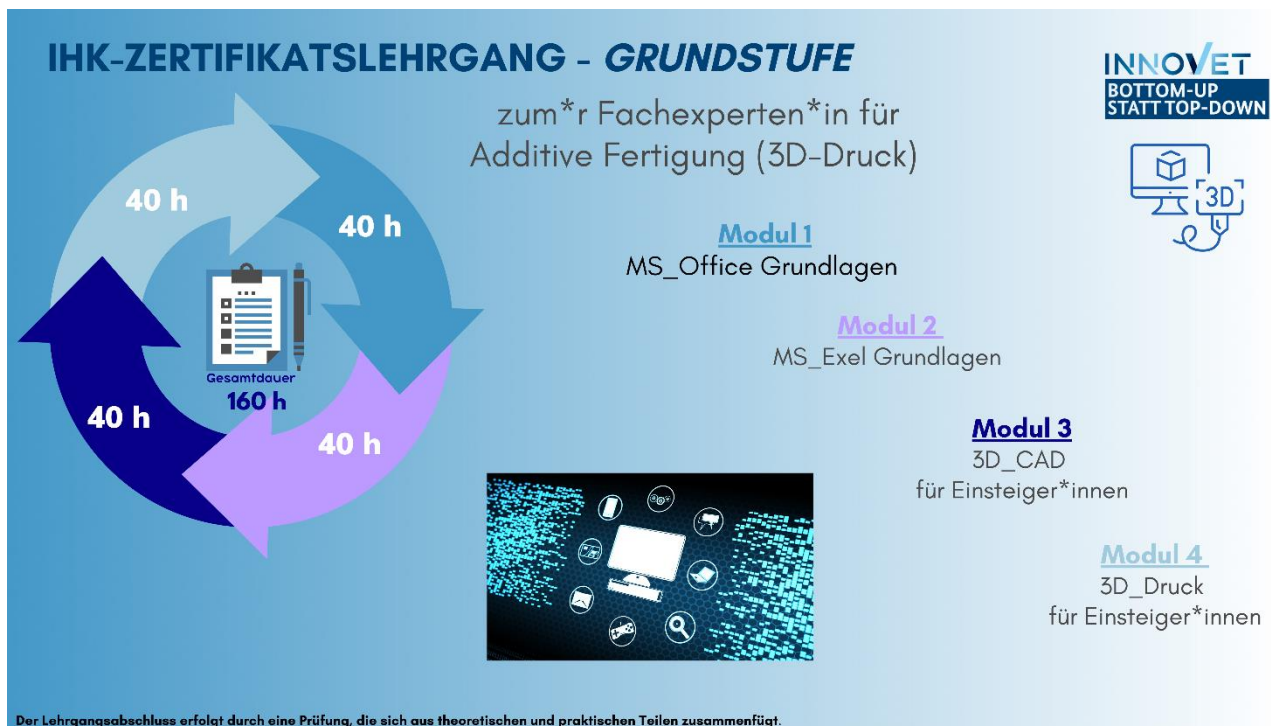 IHK-ZERTIFIKATSLEHRGANG - GRUNDSTUFE
INNOVET
BOTTOM-UP
STATT TOP-DOWN
zum*r Fachexperten*in für
Additive Fertigung (3D-Druck)
3D
40 h
40 h
40 h
40 h
Gesamtdauer
160 h
Modul 1
MS_Office Grundlagen
Modul 2
MS_Exel Grundlagen
Modul 3
3D_CAD
für Einsteiger*innen
Modul 4
3D_Druck
für Einsteiger*innen
Der Lehrgangsabschluss erfolgt durch eine Prüfung, die sich aus theoretischen und praktischen Teilen zusammenfügt.